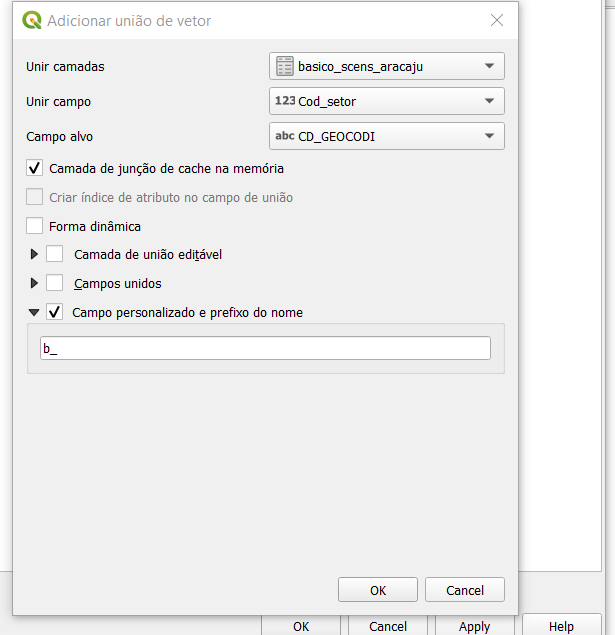 Adicionar união de vetor
Unir camadas basico_scens_aracaju
Unir campo 123 Cod_setor
Campo alvo abc CD_GEOCODI
Camada de junção de cache na memória
Criar índice de atributo no campo de união
Forma dinâmica
Camada de união editável
Campos unidos
Campo personalizado e prefixo do nome
b_
OK Cancel
OK Cancel Apply Help